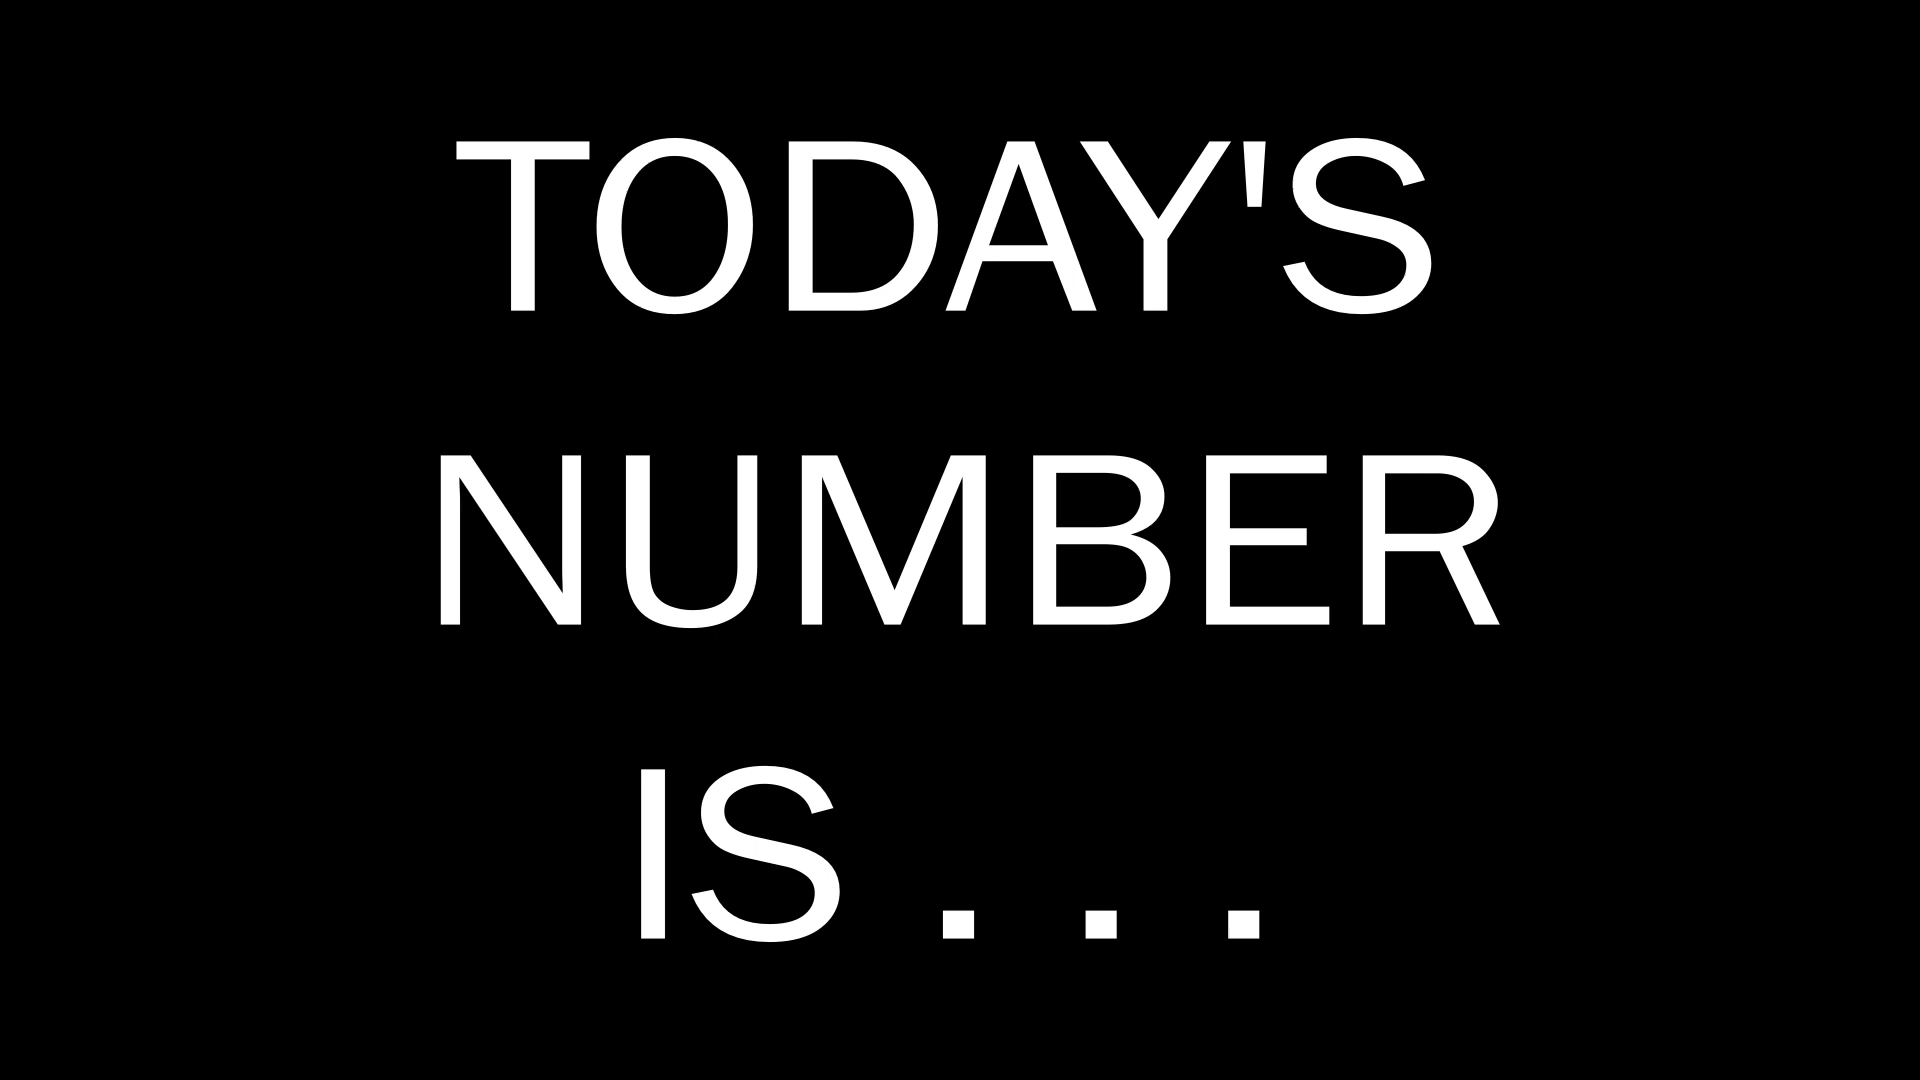 TODAY'S
NUMBER
IS . . .